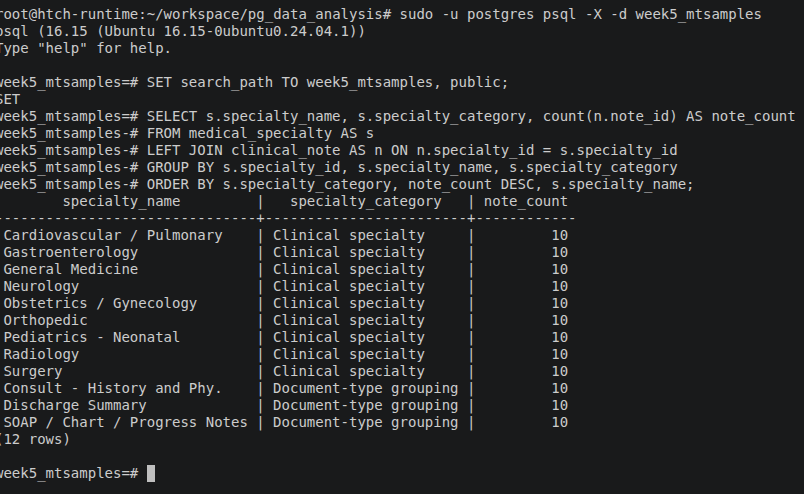 root@htch-runtime:~/workspace/pg_data_analysis# sudo -u postgres psql -X -d week5_mtsamples
psql (16.15 (Ubuntu 16.15-0ubuntu0.24.04.1))
Type "help" for help.
week5_mtsamples=# SET search_path TO week5_mtsamples, public;
SET
week5_mtsamples=# SELECT s.specialty_name, s.specialty_category, count(n.note_id) AS note_count
week5_mtsamples-# FROM medical_specialty AS s
week5_mtsamples-# LEFT JOIN clinical_note AS n ON n.specialty_id = s.specialty_id
week5_mtsamples-# GROUP BY s.specialty_id, s.specialty_name, s.specialty_category
week5_mtsamples-# ORDER BY s.specialty_category, note_count DESC, s.specialty_name;
specialty_name | specialty_category | note_count
-------------------------------+-------------------------+------------
Cardiovascular / Pulmonary | Clinical specialty | 10
Gastroenterology | Clinical specialty | 10
General Medicine | Clinical specialty | 10
Neurology | Clinical specialty | 10
Obstetrics / Gynecology | Clinical specialty | 10
Orthopedic | Clinical specialty | 10
Pediatrics - Neonatal | Clinical specialty | 10
Radiology | Clinical specialty | 10
Surgery | Clinical specialty | 10
Consult - History and Phy. | Document-type grouping | 10
Discharge Summary | Document-type grouping | 10
SOAP / Chart / Progress Notes | Document-type grouping | 10
(12 rows)
week5_mtsamples=#